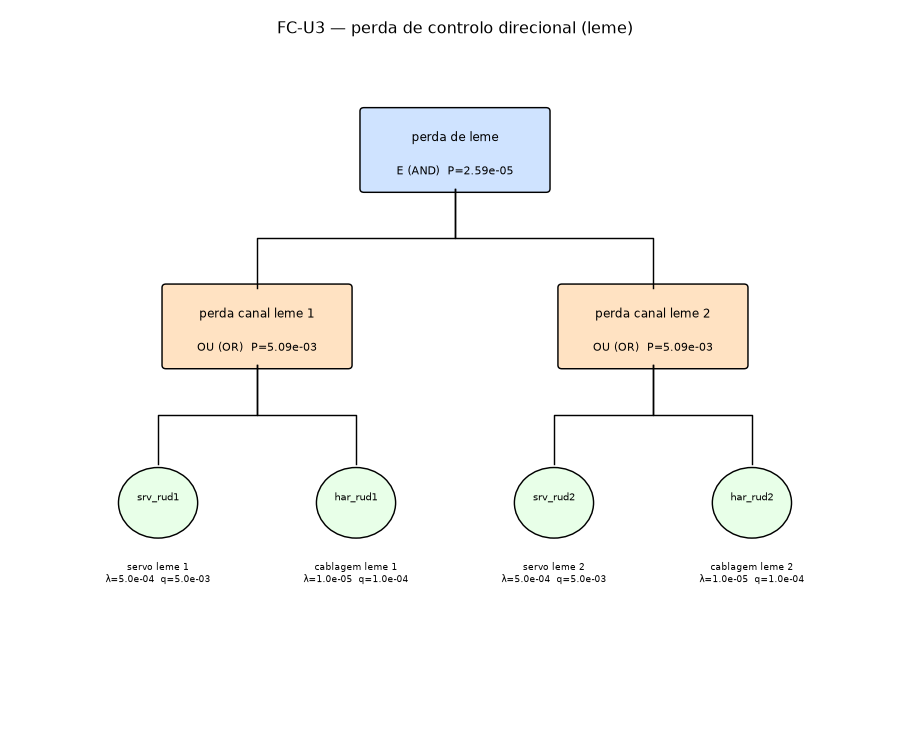 FC-U3 — perda de controlo direcional (leme)
perda de leme
E (AND)  P=2.59e-05
perda canal leme 1
OU (OR)  P=5.09e-03
perda canal leme 2
OU (OR)  P=5.09e-03
srv_rud1
har_rud1
srv_rud2
har_rud2
servo leme 1
λ=5.0e-04  q=5.0e-03
cablagem leme 1
λ=1.0e-05  q=1.0e-04
servo leme 2
λ=5.0e-04  q=5.0e-03
cablagem leme 2
λ=1.0e-05  q=1.0e-04